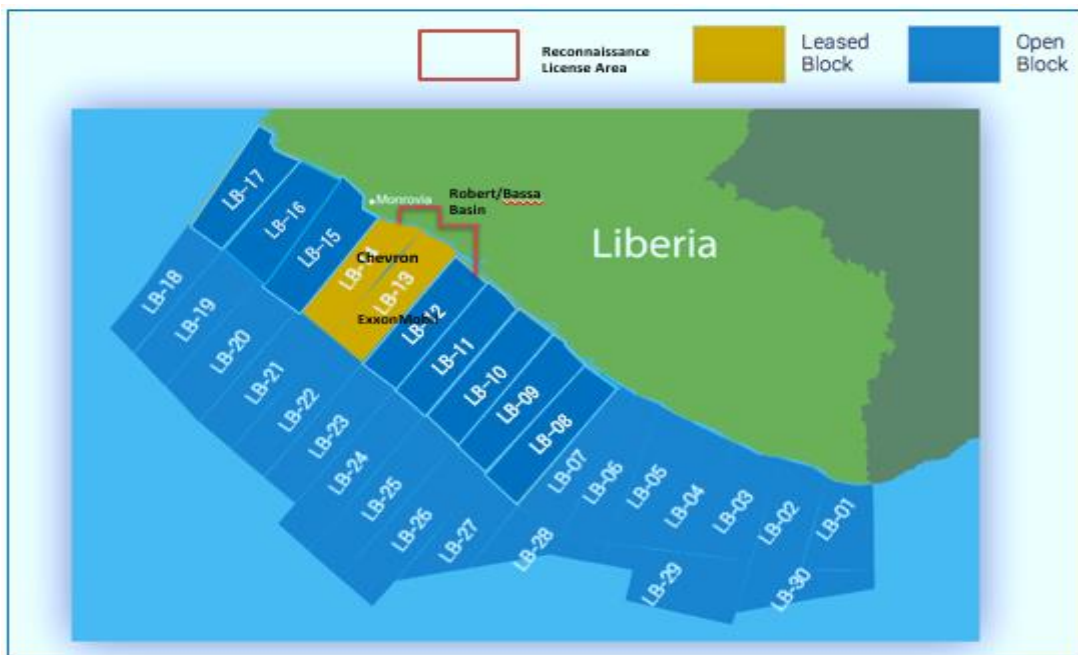 Reconnaissance
License Area
Leased
Block
Open
Block
Monrovia
Robert/Bassa
Basin
Liberia
LB-17
LB-16
LB-15
Chevron
LB-14
LB-13
ExxonMobil
LB-12
LB-11
LB-10
LB-09
LB-08
LB-18
LB-19
LB-20
LB-21
LB-22
LB-23
LB-24
LB-25
LB-26
LB-27
LB-28
LB-07
LB-06
LB-05
LB-04
LB-03
LB-02
LB-01
LB-29
LB-30